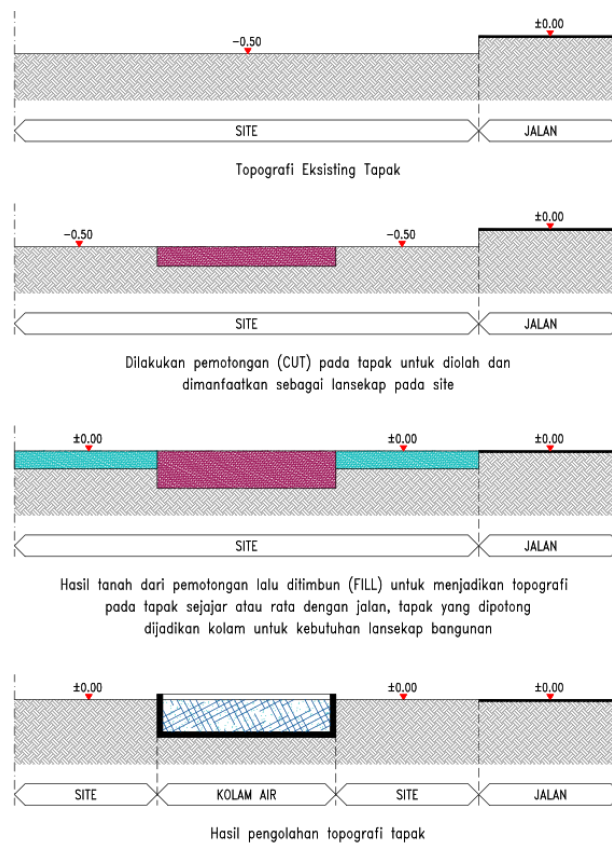 ±0.00
-0.50
SITE JALAN
Topografi Eksisting Tapak
±0.00
-0.50 -0.50
SITE JALAN
Dilakukan pemotongan (CUT) pada tapak untuk diolah dan
dimanfaatkan sebagai lansekap pada site
±0.00 ±0.00 ±0.00
SITE JALAN
Hasil tanah dari pemotongan lalu ditimbun (FILL) untuk menjadikan topografi
pada tapak sejajar atau rata dengan jalan, tapak yang dipotong
dijadikan kolam untuk kebutuhan lansekap bangunan
±0.00 ±0.00 ±0.00
SITE KOLAM AIR SITE JALAN
Hasil pengolahan topografi tapak